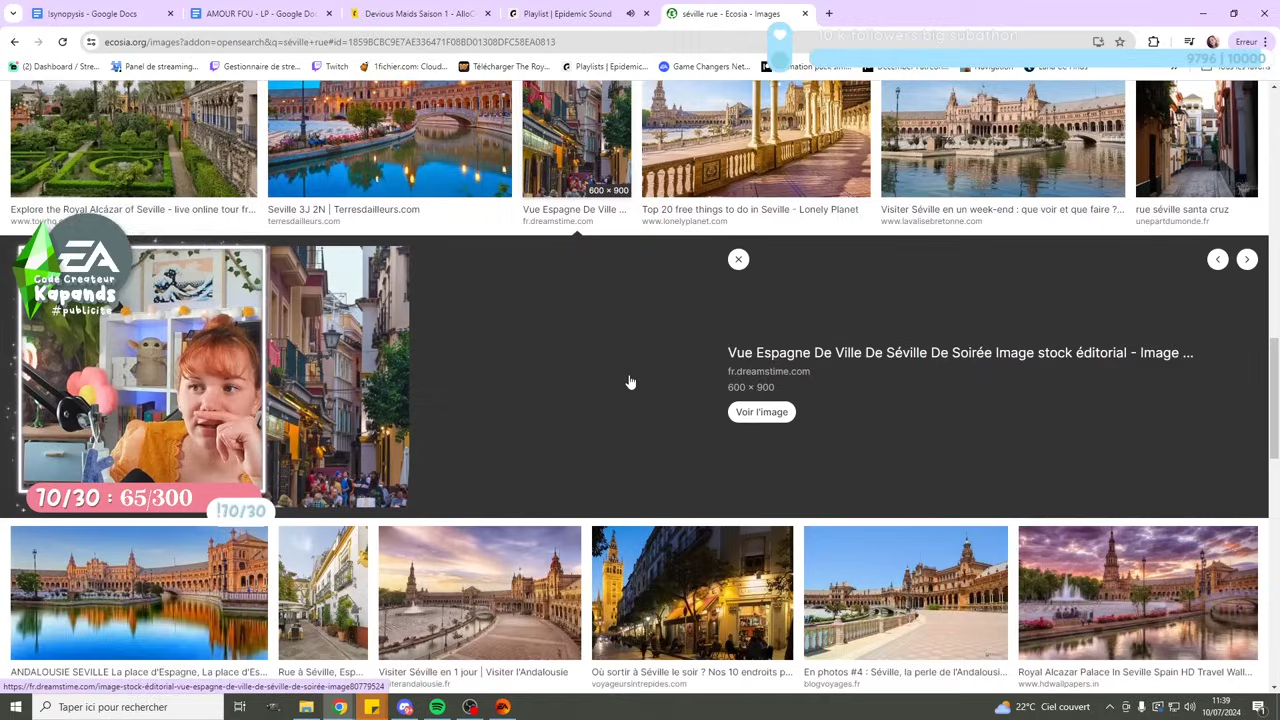 Isynopsis - Google Docs
AMOUR FOU - LP - Google Docs
Devious Maids Saison 1 - AlloC
Playlist | Epidemic Sound
séville rue - Ecosia - Images
ecosia.org/images?addon=opensearch&q=séville+rue#id=1859BCBC9E7AE336471F08BD01308DFC58EA0813
10 k followers big subathon
Erreur
9796 | 10000
(2) Dashboard / Stre...
Panel de streaming...
Gestionnaire de stre...
Twitch
1fichier.com: Cloud...
Télécharger The Roy...
Playlists | Epidemic...
Game Changers Net...
600 × 900
Explore the Royal Alcázar of Seville - live online tour fr...
Seville 3J 2N | Terresdailleurs.com
Vue Espagne De Ville ...
Top 20 free things to do in Seville - Lonely Planet
Visiter Séville en un week-end : que voir et que faire ?...
rue séville santa cruz
terresdailleurs.com
fr.dreamstime.com
www.lonelyplanet.com
www.lavalisebretonne.com
unepartdumonde.fr
EA
Code Créateur
Kapands
#publicite
Vue Espagne De Ville De Séville De Soirée Image stock éditorial - Image ...
fr.dreamstime.com
600 × 900
Voir l'image
70/30 : 65/300
!70/30
ANDALOUSIE SEVILLE La place d'Espagne, La place d'Es...
Rue à Séville, Esp...
Visiter Séville en 1 jour | Visiter l'Andalousie
Où sortir à Séville le soir ? Nos 10 endroits p...
En photos #4 : Séville, la perle de l'Andalousi...
Royal Alcazar Palace In Seville Spain HD Travel Wall...
https://fr.dreamstime.com/image-stock-éditorial-vue-espagne-de-ville-de-séville-de-soirée-image80779524
iterandalousie.fr
voyageursintrepides.com
blogvoyages.fr
www.hdwallpapers.in
Taper ici pour rechercher
22°C Ciel couvert
11:39
10/07/2024